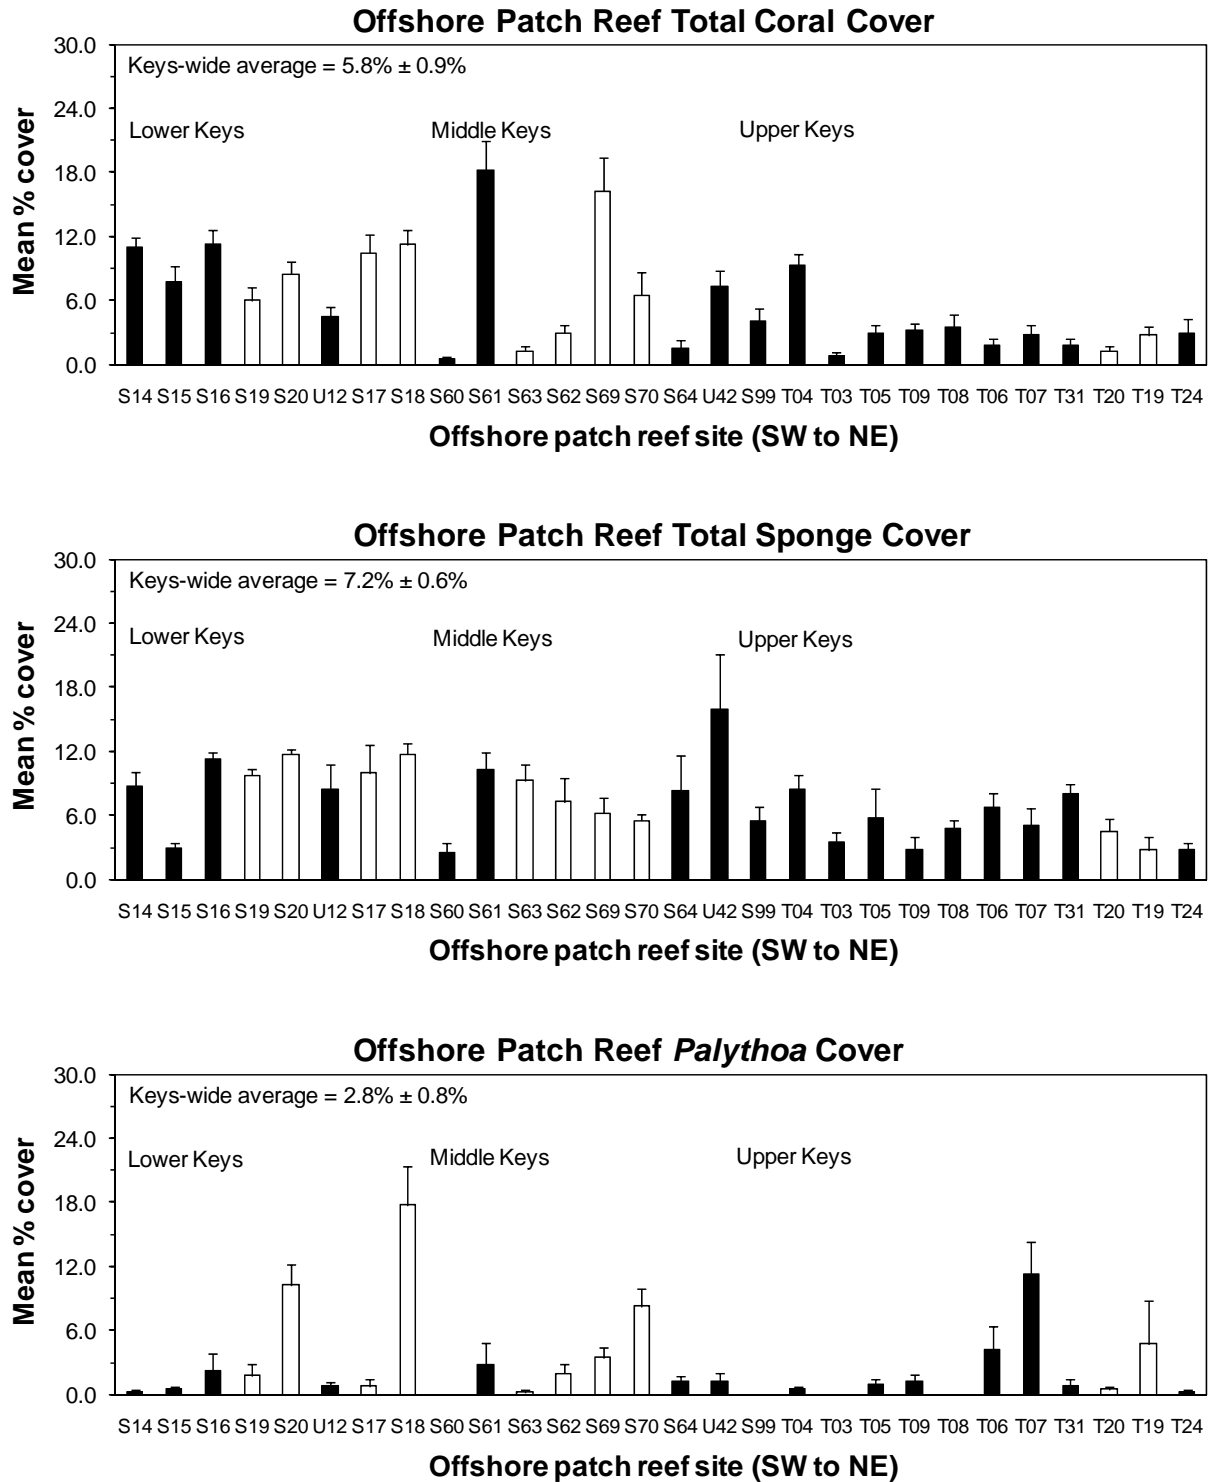 Offshore Patch Reef Total Coral Cover
30.0
Keys-wide average = 5.8% ± 0.9%
24.0
Lower Keys Middle Keys Upper Keys
18.0
12.0
6.0
0.0
Mean % cover
S14 S15 S16 S19 S20 U12 S17 S18 S60 S61 S63 S62 S69 S70 S64 U42 S99 T04 T03 T05 T09 T08 T06 T07 T31 T20 T19 T24
Offshore patch reef site (SW to NE)
Offshore Patch Reef Total Sponge Cover
30.0
Keys-wide average = 7.2% ± 0.6%
24.0
Lower Keys Middle Keys Upper Keys
18.0
12.0
6.0
0.0
Mean % cover
S14 S15 S16 S19 S20 U12 S17 S18 S60 S61 S63 S62 S69 S70 S64 U42 S99 T04 T03 T05 T09 T08 T06 T07 T31 T20 T19 T24
Offshore patch reef site (SW to NE)
Offshore Patch Reef Palythoa Cover
30.0
Keys-wide average = 2.8% ± 0.8%
24.0
Lower Keys Middle Keys Upper Keys
18.0
12.0
6.0
0.0
Mean % cover
S14 S15 S16 S19 S20 U12 S17 S18 S60 S61 S63 S62 S69 S70 S64 U42 S99 T04 T03 T05 T09 T08 T06 T07 T31 T20 T19 T24
Offshore patch reef site (SW to NE)